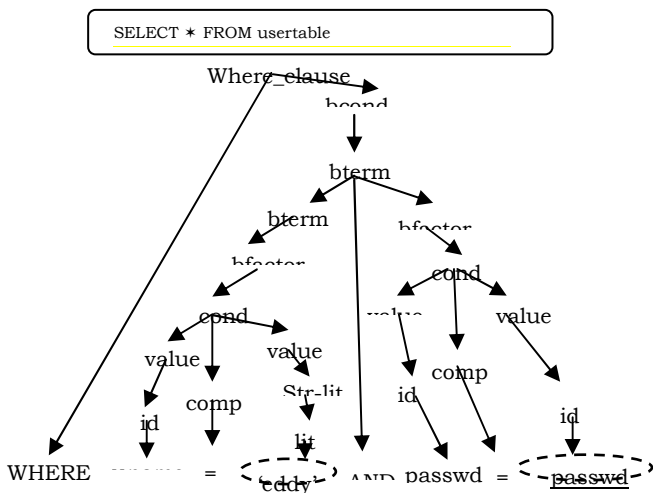 SELECT * FROM usertable
Where_clause
bcond
bterm
bterm bfactor
bfactor cond
cond value value
value value comp
comp Str-lit id
id lit id
WHERE = 'eddy' AND passwd = passwd